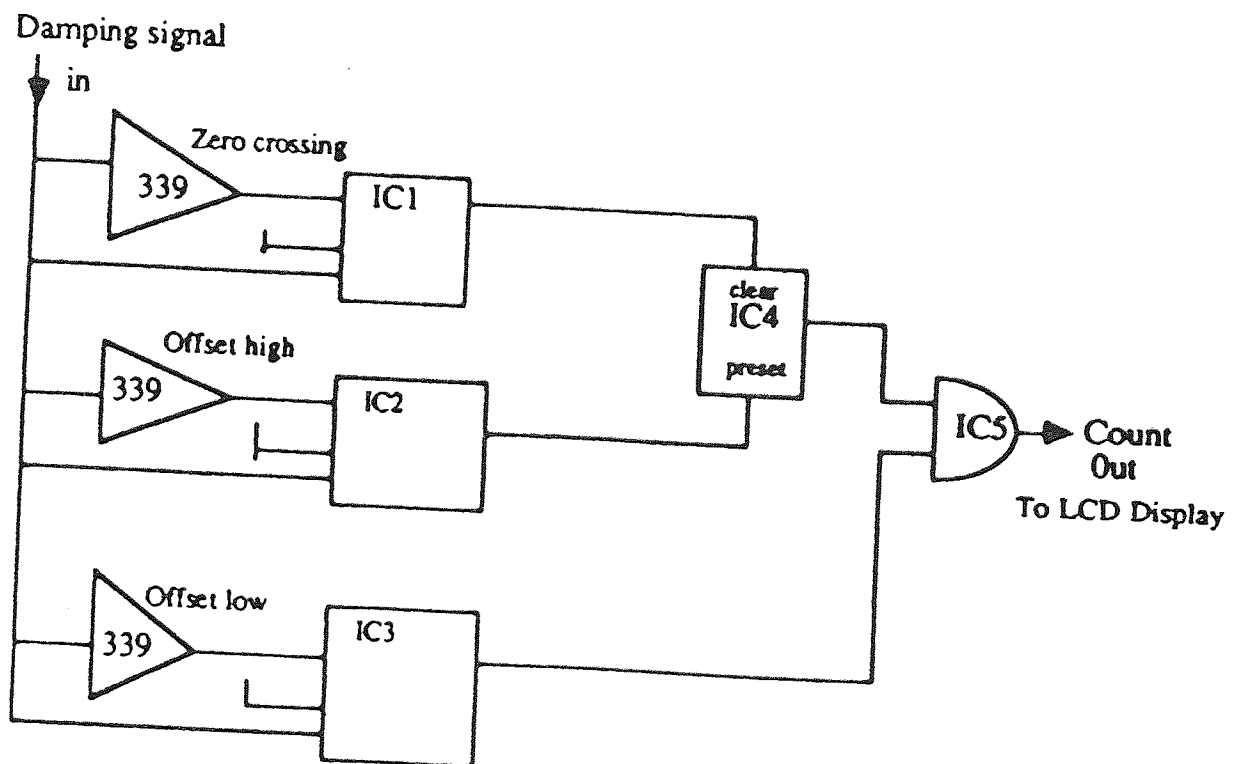 Damping signal
in
Zero crossing
339
IC1
clear
IC4
preset
Offset high
339
IC2
IC5
Count
Out
To LCD Display
Offset low
339
IC3